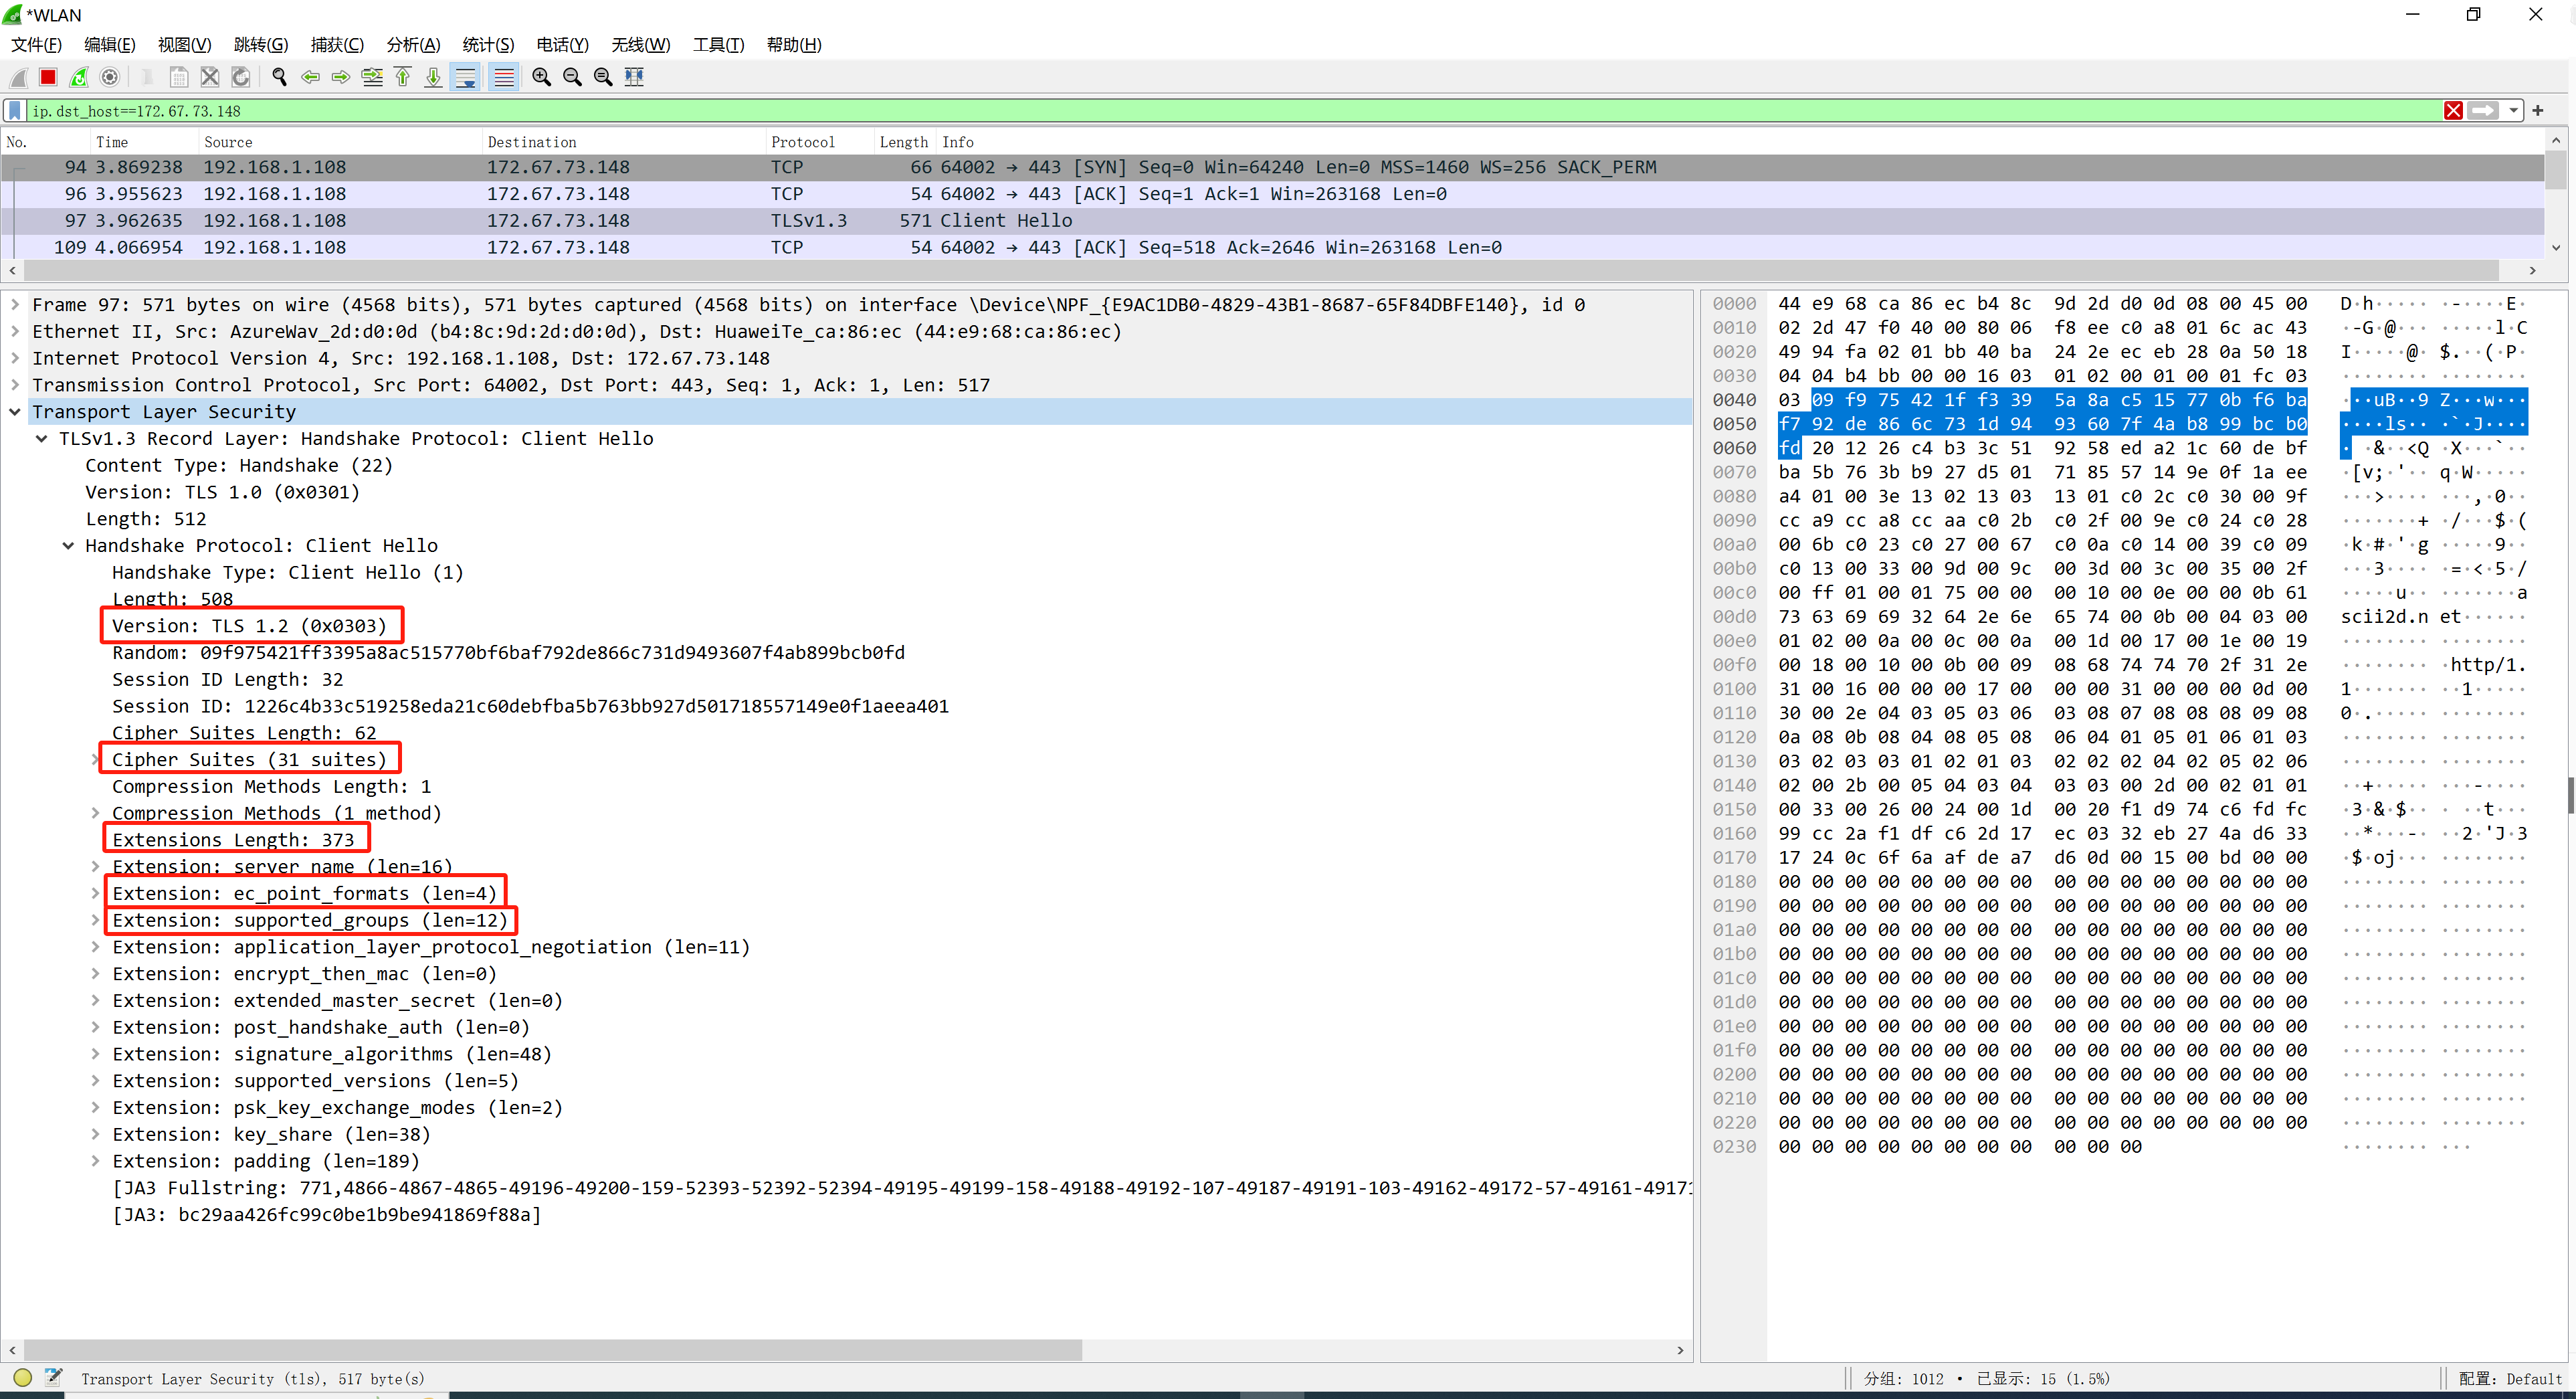 *WLAN
文件(F) 编辑(E) 视图(V) 跳转(G) 捕获(C) 分析(A) 统计(S) 电话(Y) 无线(W) 工具(T) 帮助(H)
ip.dst_host==172.67.73.148
No. Time Source Destination Protocol Length Info
94 3.869238 192.168.1.108 172.67.73.148 TCP 66 64002 → 443 [SYN] Seq=0 Win=64240 Len=0 MSS=1460 WS=256 SACK_PERM
96 3.955623 192.168.1.108 172.67.73.148 TCP 54 64002 → 443 [ACK] Seq=1 Ack=1 Win=263168 Len=0
97 3.962635 192.168.1.108 172.67.73.148 TLSv1.3 571 Client Hello
109 4.066954 192.168.1.108 172.67.73.148 TCP 54 64002 → 443 [ACK] Seq=518 Ack=2646 Win=263168 Len=0
Frame 97: 571 bytes on wire (4568 bits), 571 bytes captured (4568 bits) on interface \Device\NPF_{E9AC1DB0-4829-43B1-8687-65F84DBFE140}, id 0
Ethernet II, Src: AzureWav_2d:d0:0d (b4:8c:9d:2d:d0:0d), Dst: HuaweiTe_ca:86:ec (44:e9:68:ca:86:ec)
Internet Protocol Version 4, Src: 192.168.1.108, Dst: 172.67.73.148
Transmission Control Protocol, Src Port: 64002, Dst Port: 443, Seq: 1, Ack: 1, Len: 517
Transport Layer Security
TLSv1.3 Record Layer: Handshake Protocol: Client Hello
Content Type: Handshake (22)
Version: TLS 1.0 (0x0301)
Length: 512
Handshake Protocol: Client Hello
Handshake Type: Client Hello (1)
Length: 508
Version: TLS 1.2 (0x0303)
Random: 09f975421ff3395a8ac515770bf6baf792de866c731d9493607f4ab899bcb0fd
Session ID Length: 32
Session ID: 1226c4b33c519258eda21c60debfba5b763bb927d501718557149e0f1aeea401
Cipher Suites Length: 62
Cipher Suites (31 suites)
Compression Methods Length: 1
Compression Methods (1 method)
Extensions Length: 373
Extension: server_name (len=16)
Extension: ec_point_formats (len=4)
Extension: supported_groups (len=12)
Extension: application_layer_protocol_negotiation (len=11)
Extension: encrypt_then_mac (len=0)
Extension: extended_master_secret (len=0)
Extension: post_handshake_auth (len=0)
Extension: signature_algorithms (len=48)
Extension: supported_versions (len=5)
Extension: psk_key_exchange_modes (len=2)
Extension: key_share (len=38)
Extension: padding (len=189)
[JA3 Fullstring: 771,4866-4867-4865-49196-49200-159-52393-52392-52394-49195-49199-158-49188-49192-107-49187-49191-103-49162-49172-57-49161-49171
[JA3: bc29aa426fc99c0be1b9be941869f88a]
0000 44 e9 68 ca 86 ec b4 8c 9d 2d d0 0d 08 00 45 00 D·h····· ·-····E·
0010 02 2d 47 f0 40 00 80 06 f8 ee c0 a8 01 6c ac 43 ·-G·@··· ·····l·C
0020 49 94 fa 02 01 bb 40 ba 24 2e ec eb 28 0a 50 18 I·····@· $.··(·P·
0030 04 04 b4 bb 00 00 16 03 01 02 00 01 00 01 fc 03 ········ ········
0040 03 09 f9 75 42 1f f3 39 5a 8a c5 15 77 0b f6 ba ···uB··9 Z···w···
0050 f7 92 de 86 6c 73 1d 94 93 60 7f 4a b8 99 bc b0 ····ls·· ·`·J····
0060 fd 20 12 26 c4 b3 3c 51 92 58 ed a2 1c 60 de bf · ·&··<Q ·X···`··
0070 ba 5b 76 3b b9 27 d5 01 71 85 57 14 9e 0f 1a ee ·[v;·'·· q·W·····
0080 a4 01 00 3e 13 02 13 03 13 01 c0 2c c0 30 00 9f ···>···· ···,·0··
0090 cc a9 cc a8 cc aa c0 2b c0 2f 00 9e c0 24 c0 28 ·······+ ·/···$·(
00a0 00 6b c0 23 c0 27 00 67 c0 0a c0 14 00 39 c0 09 ·k·#·'·g ·····9··
00b0 c0 13 00 33 00 9d 00 9c 00 3d 00 3c 00 35 00 2f ···3···· ·=·<·5·/
00c0 00 ff 01 00 01 75 00 00 00 10 00 0e 00 00 0b 61 ·····u·· ·······a
00d0 73 63 69 69 32 64 2e 6e 65 74 00 0b 00 04 03 00 scii2d.n et······
00e0 01 02 00 0a 00 0c 00 0a 00 1d 00 17 00 1e 00 19 ········ ········
00f0 00 18 00 10 00 0b 00 09 08 68 74 74 70 2f 31 2e ········ ·http/1.
0100 31 00 16 00 00 00 17 00 00 00 31 00 00 00 0d 00 1······· ··1·····
0110 30 00 2e 04 03 05 03 06 03 08 07 08 08 08 09 08 0·.····· ········
0120 0a 08 0b 08 04 08 05 08 06 04 01 05 01 06 01 03 ········ ········
0130 03 02 03 03 01 02 01 03 02 02 02 04 02 05 02 06 ········ ········
0140 02 00 2b 00 05 04 03 04 03 03 00 2d 00 02 01 01 ··+····· ···-····
0150 00 33 00 26 00 24 00 1d 00 20 f1 d9 74 c6 fd fc ·3·&·$·· · ··t···
0160 99 cc 2a f1 df c6 2d 17 ec 03 32 eb 27 4a d6 33 ··*···-· ··2·'J·3
0170 17 24 0c 6f 6a af de a7 d6 0d 00 15 00 bd 00 00 ·$·oj··· ········
0180 00 00 00 00 00 00 00 00 00 00 00 00 00 00 00 00 ········ ········
0190 00 00 00 00 00 00 00 00 00 00 00 00 00 00 00 00 ········ ········
01a0 00 00 00 00 00 00 00 00 00 00 00 00 00 00 00 00 ········ ········
01b0 00 00 00 00 00 00 00 00 00 00 00 00 00 00 00 00 ········ ········
01c0 00 00 00 00 00 00 00 00 00 00 00 00 00 00 00 00 ········ ········
01d0 00 00 00 00 00 00 00 00 00 00 00 00 00 00 00 00 ········ ········
01e0 00 00 00 00 00 00 00 00 00 00 00 00 00 00 00 00 ········ ········
01f0 00 00 00 00 00 00 00 00 00 00 00 00 00 00 00 00 ········ ········
0200 00 00 00 00 00 00 00 00 00 00 00 00 00 00 00 00 ········ ········
0210 00 00 00 00 00 00 00 00 00 00 00 00 00 00 00 00 ········ ········
0220 00 00 00 00 00 00 00 00 00 00 00 00 00 00 00 00 ········ ········
0230 00 00 00 00 00 00 00 00 00 00 00 ········ ···
Transport Layer Security (tls), 517 byte(s) 分组: 1012 · 已显示: 15 (1.5%) 配置: Default